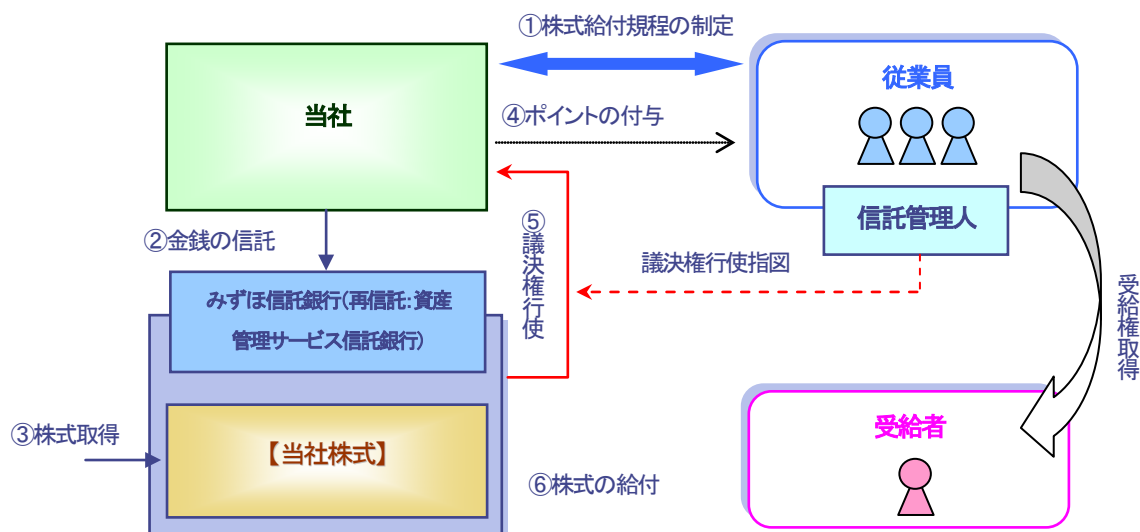 ①株式給付規程の制定
当社
従業員
④ポイントの付与
信託管理人
②金銭の信託
⑤議決権行使
議決権行使指図
受給権取得
みずほ信託銀行(再信託:資産
管理サービス信託銀行)
③株式取得
【当社株式】
受給者
⑥株式の給付